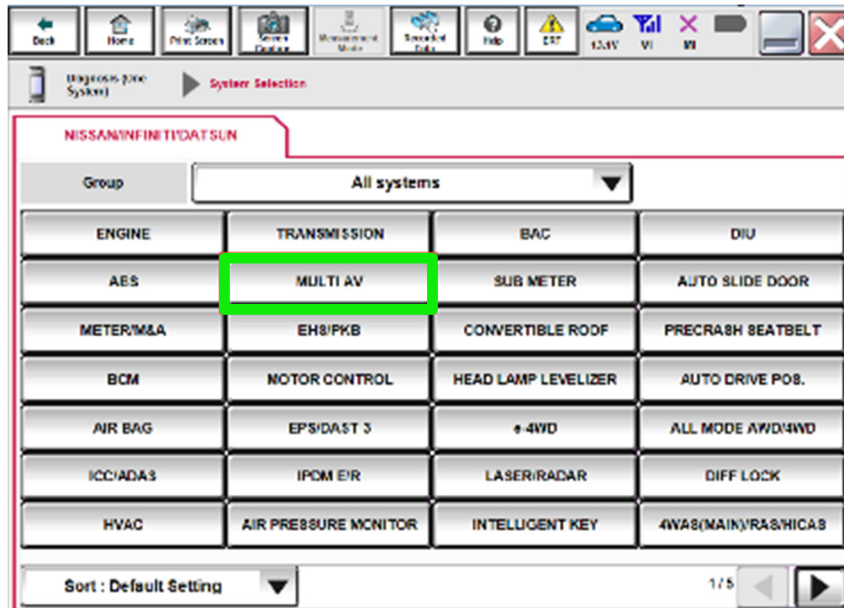 Back Home Print Screen Screen Capture Measurement Mode Recorded Data Help ERT 13.4V VI MI
Diagnosis (One
System)
System Selection
NISSAN/INFINITI/DATSUN
Group All systems
ENGINE TRANSMISSION BAC DIU
ABS MULTI AV SUB METER AUTO SLIDE DOOR
METER/M&A EHS/PKB CONVERTIBLE ROOF PRECRASH SEATBELT
BCM MOTOR CONTROL HEAD LAMP LEVELIZER AUTO DRIVE POS.
AIR BAG EPS/DAST 3 e-4WD ALL MODE AWD/4WD
ICC/ADAS IPDM E/R LASER/RADAR DIFF LOCK
HVAC AIR PRESSURE MONITOR INTELLIGENT KEY 4WAS(MAIN)/RAS/HICAS
Sort : Default Setting 1/5